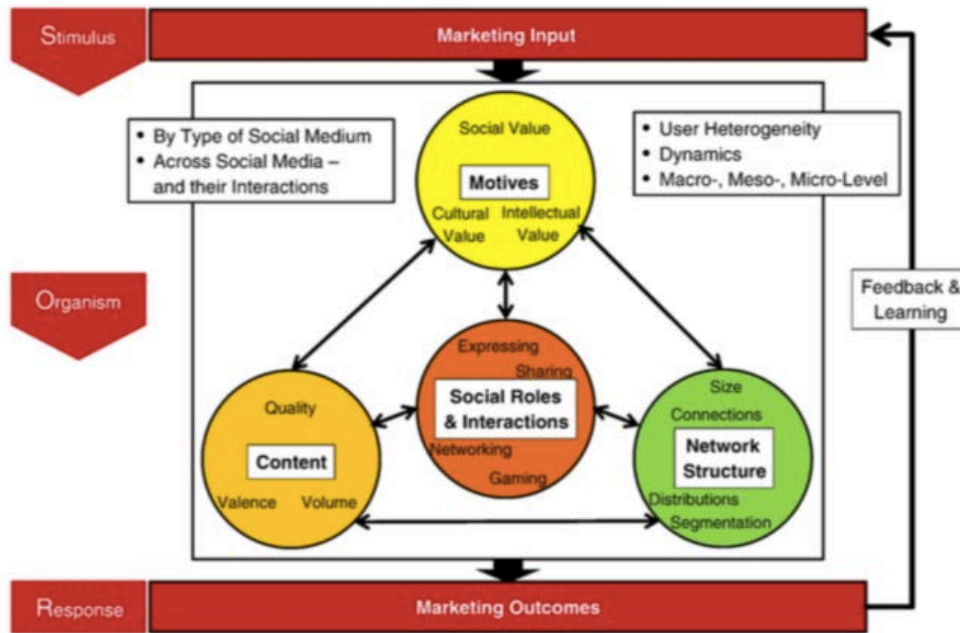 Stimulus
Marketing Input
• By Type of Social Medium
• Across Social Media –
and their Interactions
Social Value
Motives
Cultural Intellectual
Value Value
• User Heterogeneity
• Dynamics
• Macro-, Meso-, Micro-Level
Organism
Feedback &
Learning
Expressing
Sharing
Social Roles
& Interactions
Networking
Gaming
Quality
Content
Valence Volume
Size
Connections
Network
Structure
Distributions
Segmentation
Response
Marketing Outcomes